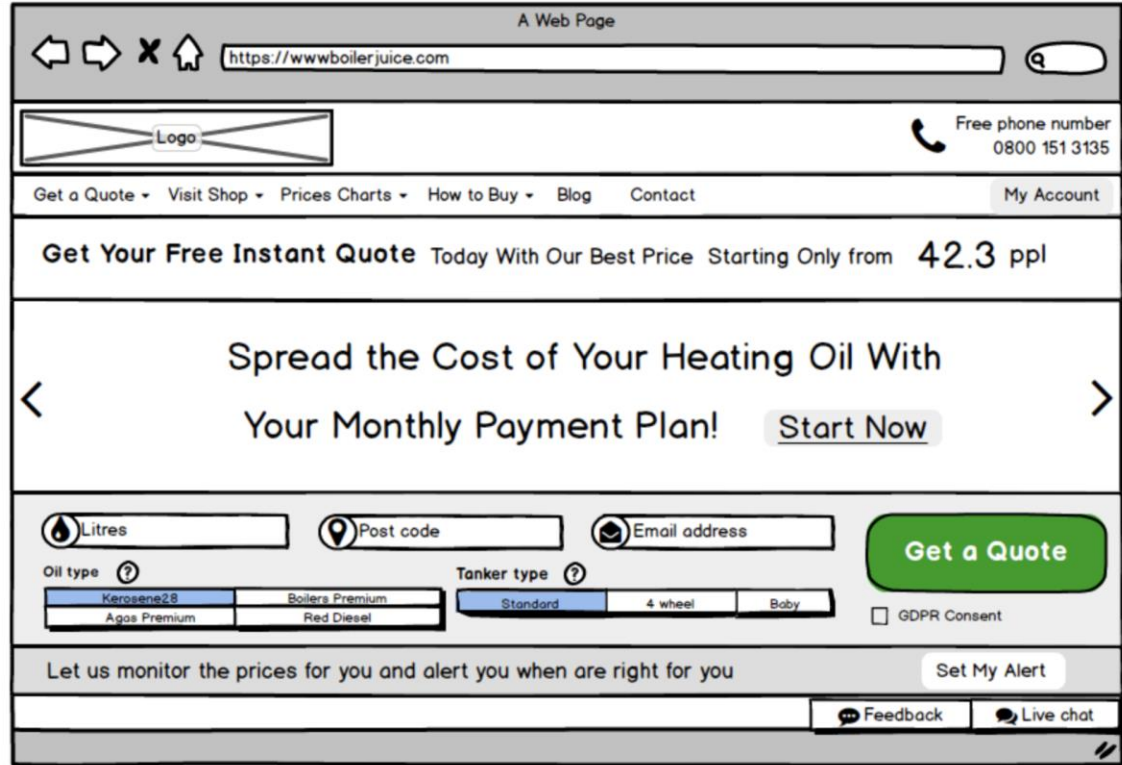 A Web Page
https://wwwboilerjuice.com
Logo
Free phone number
0800 151 3135
Get a Quote Visit Shop Prices Charts How to Buy Blog Contact My Account
Get Your Free Instant Quote Today With Our Best Price Starting Only from 42.3 ppl
Spread the Cost of Your Heating Oil With
Your Monthly Payment Plan! Start Now
Litres Post code Email address
Get a Quote
Oil type ? Tanker type ?
Kerosene28 Boilers Premium Standard 4 wheel Baby
Agas Premium Red Diesel
GDPR Consent
Let us monitor the prices for you and alert you when are right for you Set My Alert
Feedback Live chat